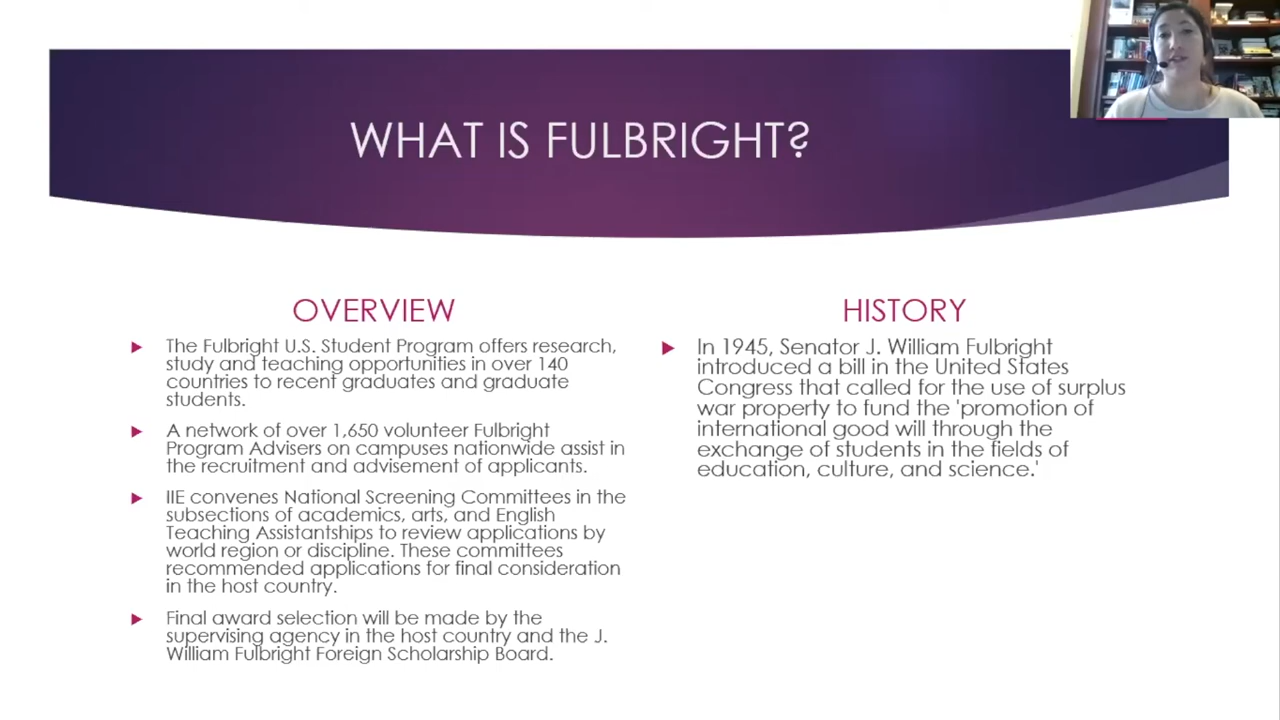 WHAT IS FULBRIGHT?
OVERVIEW
The Fulbright U.S. Student Program offers research,
study and teaching opportunities in over 140
countries to recent graduates and graduate
students.
A network of over 1,650 volunteer Fulbright
Program Advisers on campuses nationwide assist in
the recruitment and advisement of applicants.
IIE convenes National Screening Committees in the
subsections of academics, arts, and English
Teaching Assistantships to review applications by
world region or discipline. These committees
recommended applications for final consideration
in the host country.
Final award selection will be made by the
supervising agency in the host country and the J.
William Fulbright Foreign Scholarship Board.
HISTORY
In 1945, Senator J. William Fulbright
introduced a bill in the United States
Congress that called for the use of surplus
war property to fund the 'promotion of
international good will through the
exchange of students in the fields of
education, culture, and science.'